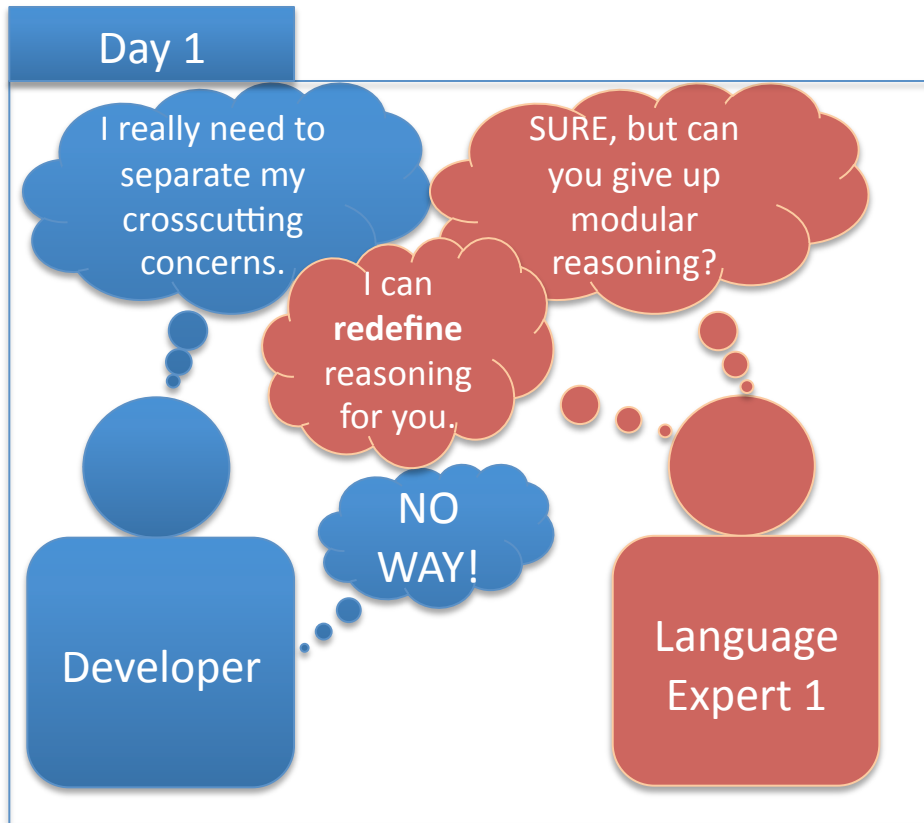 Day 1
I really need to
separate my
crosscutting
concerns.
SURE, but can
you give up
modular
reasoning?
I can
redefine
reasoning
for you.
NO
WAY!
Developer
Language
Expert 1